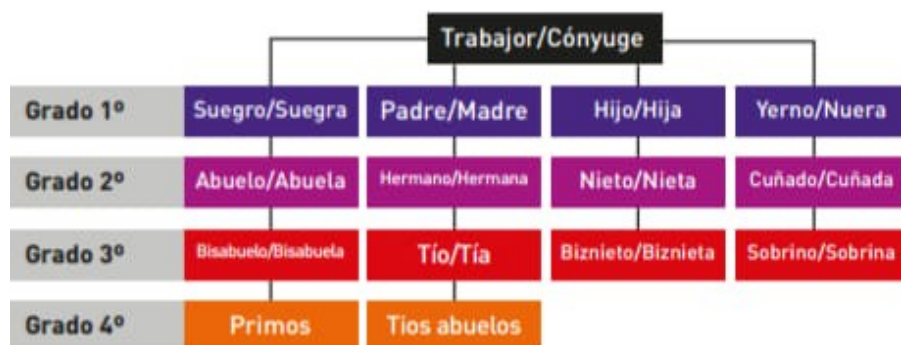 Trabajor/Cónyuge
Grado 1º Suegro/Suegra Padre/Madre Hijo/Hija Yerno/Nuera
Grado 2º Abuelo/Abuela Hermano/Hermana Nieto/Nieta Cuñado/Cuñada
Grado 3º Bisabuelo/Bisabuela Tío/Tía Biznieto/Biznieta Sobrino/Sobrina
Grado 4º Primos Tios abuelos